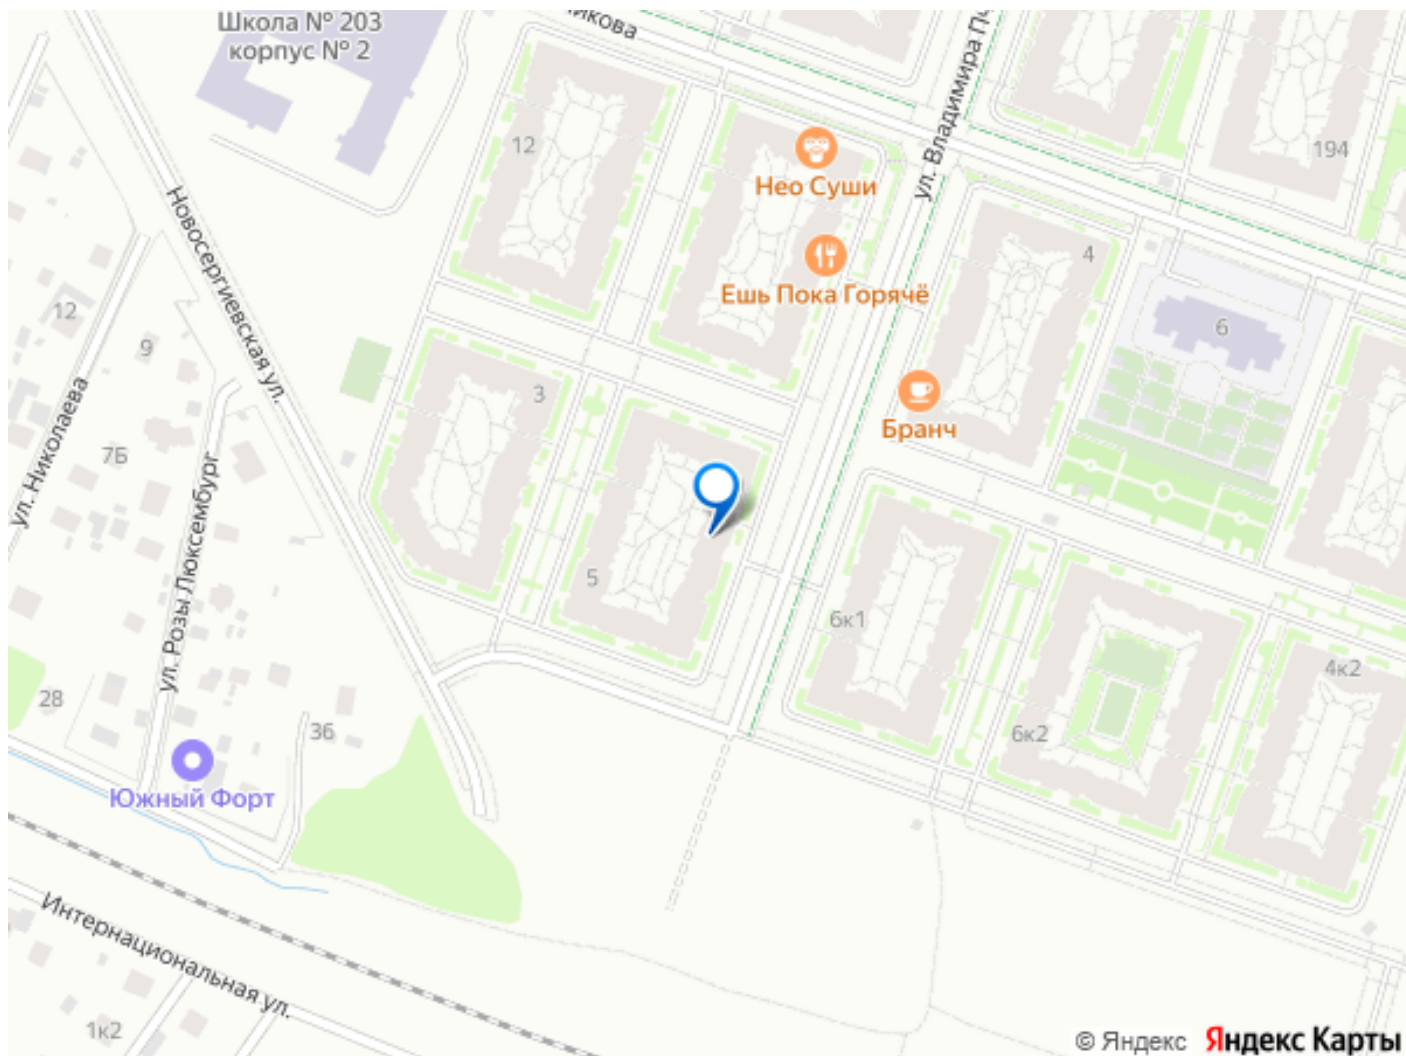 Школа № 203
корпус № 2
ул. Владимира
12
Нео Суши
194
Новосергиевская ул.
4
Ешь Пока Горячё
12
9
6
3
Бранч
ул. Николаева
7Б
ул. Розы Люксембург
5
6к1
4к2
28
36
6к2
Южный Форт
Интернациональная ул.
1к2
© Яндекс Яндекс Карты